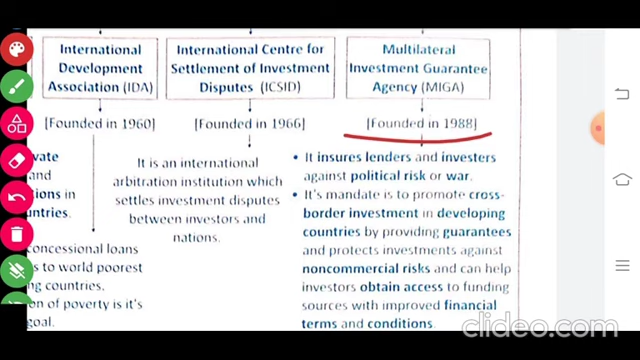 International
Development
Association (IDA)
International Centre for
Settlement of Investment
Disputes (ICSID)
Multilateral
Investment Guarantee
Agency (MIGA)
[Founded in 1960]
[Founded in 1966]
[Founded in 1988]
vate
and
ions in
untries.
concessional loans
s to world poorest
ng countries.
on of poverty is it's
goal.
It is an international
arbitration institution which
settles investment disputes
between investors and
nations.
• It insures lenders and investors
against political risk or war.
• It's mandate is to promote cross-
border investment in developing
countries by providing guarantees
and protects investments against
noncommercial risks and can help
investors obtain access to funding
sources with improved financial
terms and conditions.
clideo.com